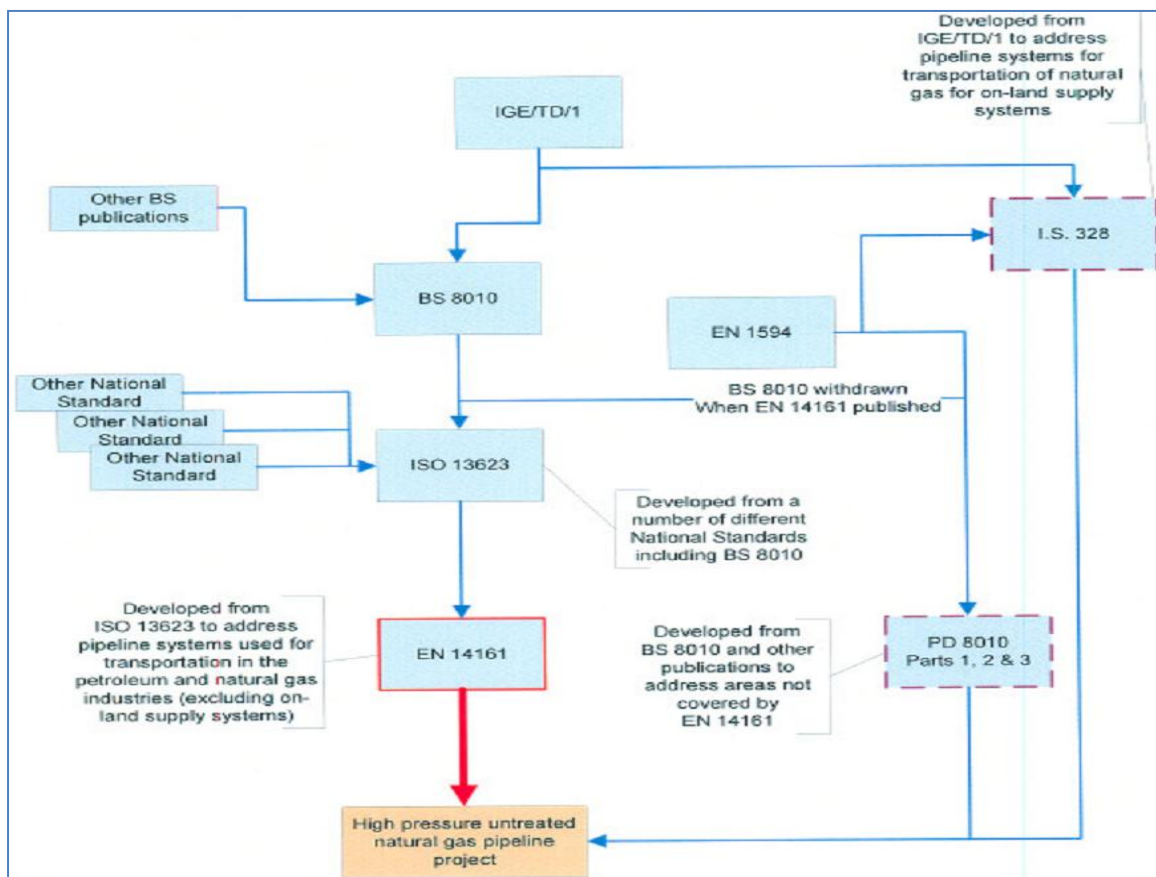 Developed from
IGE/TD/1 to address
pipeline systems for
transportation of natural
gas for on-land supply
systems
IGE/TD/1
Other BS
publications
I.S. 328
BS 8010
EN 1594
Other National
Standard
Other National
Standard
Other National
Standard
BS 8010 withdrawn
When EN 14161 published
ISO 13623
Developed from a
number of different
National Standards
including BS 8010
Developed from
ISO 13623 to address
pipeline systems used for
transportation in the
petroleum and natural gas
industries (excluding on-
land supply systems)
EN 14161
Developed from
BS 8010 and other
publications to
address areas not
covered by
EN 14161
PD 8010
Parts 1, 2 & 3
High pressure untreated
natural gas pipeline
project